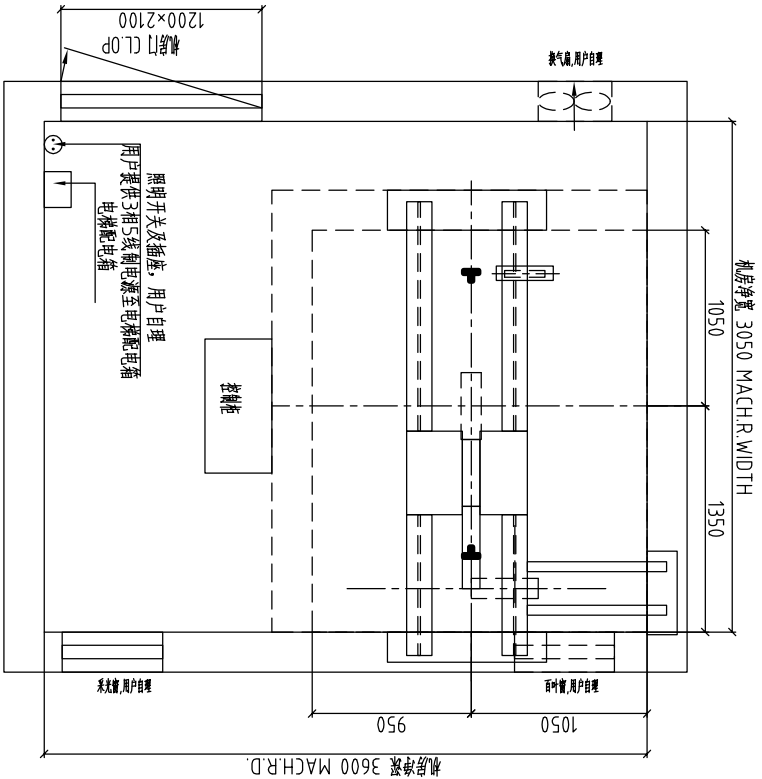 1200×2100
机房门 CL.OP
换气扇,用户自理
照明开关及插座，用户自理
用户提供3相5线制电源至电梯配电箱
电梯配电箱
控制柜
机房净宽 3050 MACH.R.WIDTH
1050
1350
采光窗,用户自理
百叶窗,用户自理
950
1050
机房净深 3600 MACH.R.D.